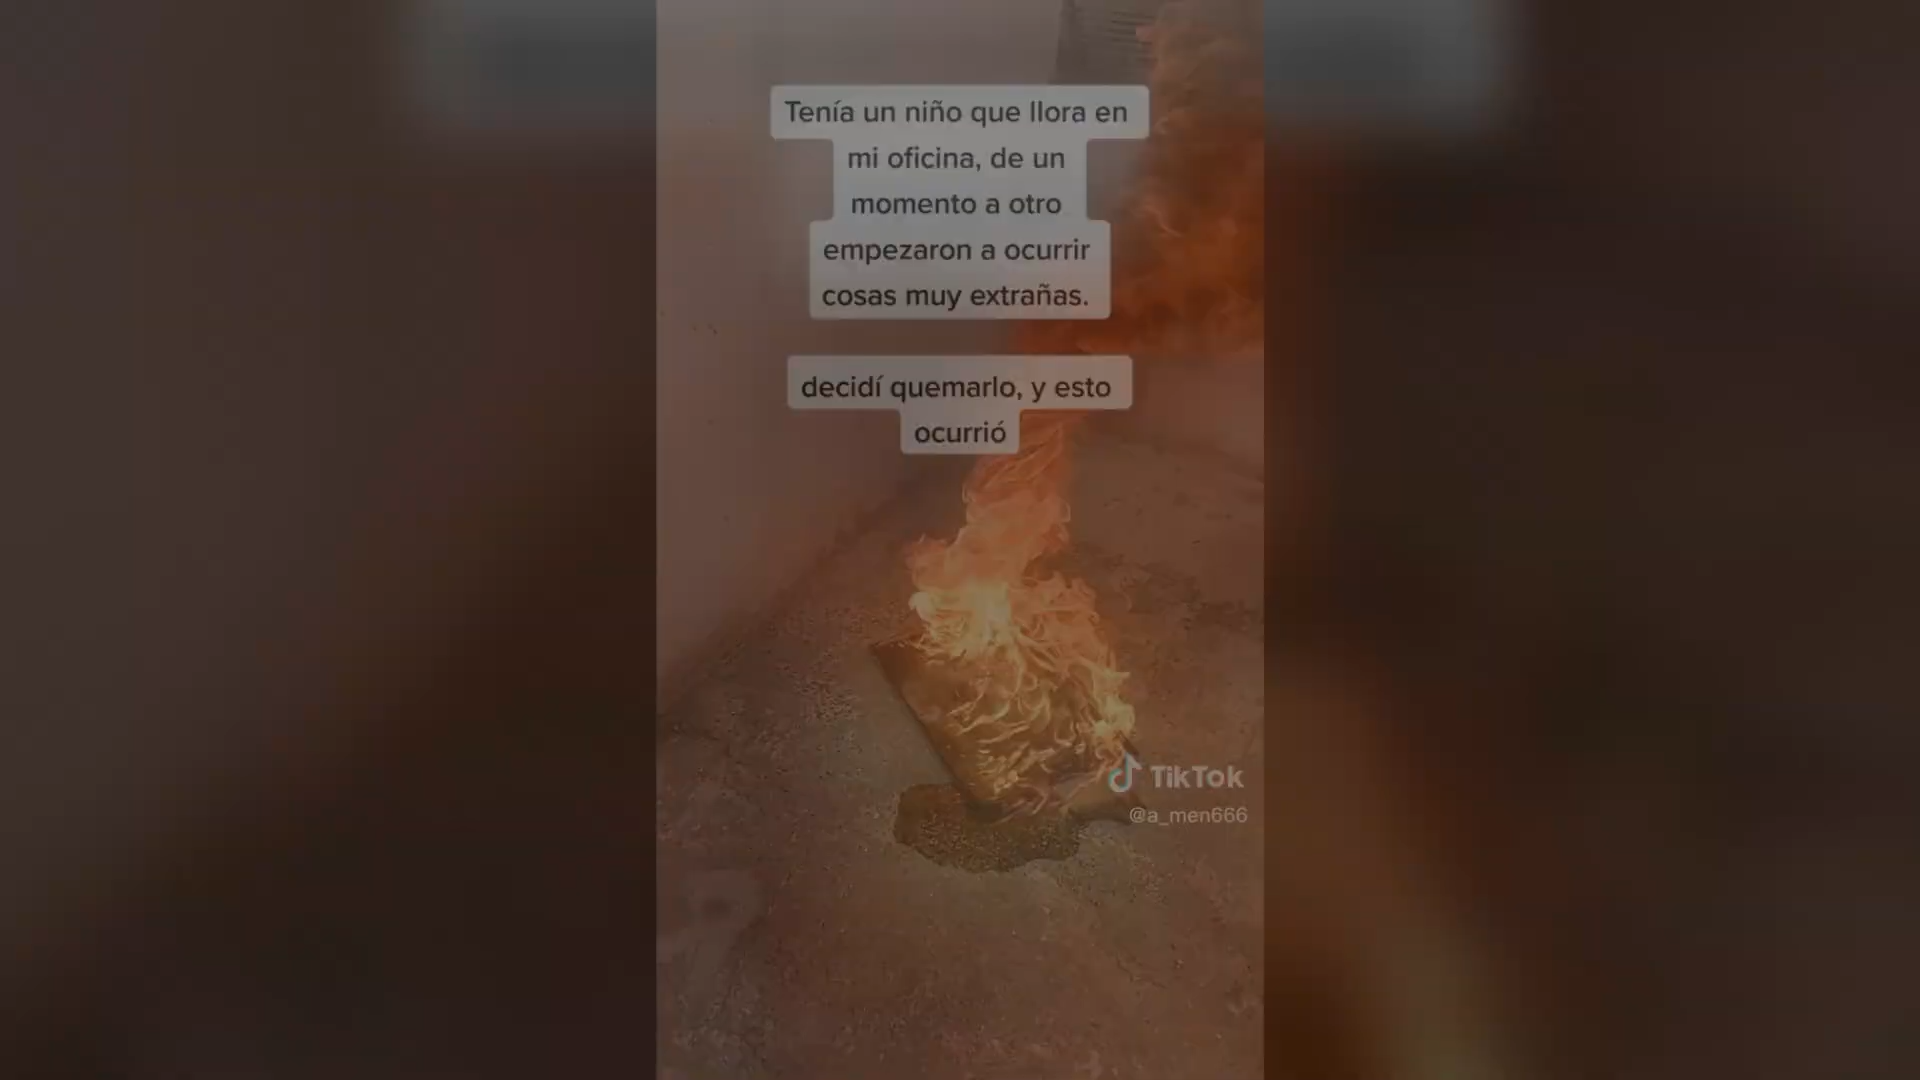 Tenía un niño que llora en
mi oficina, de un
momento a otro
empezaron a ocurrir
cosas muy extrañas.
decidí quemarlo, y esto
ocurrió
TikTok
@a_men666